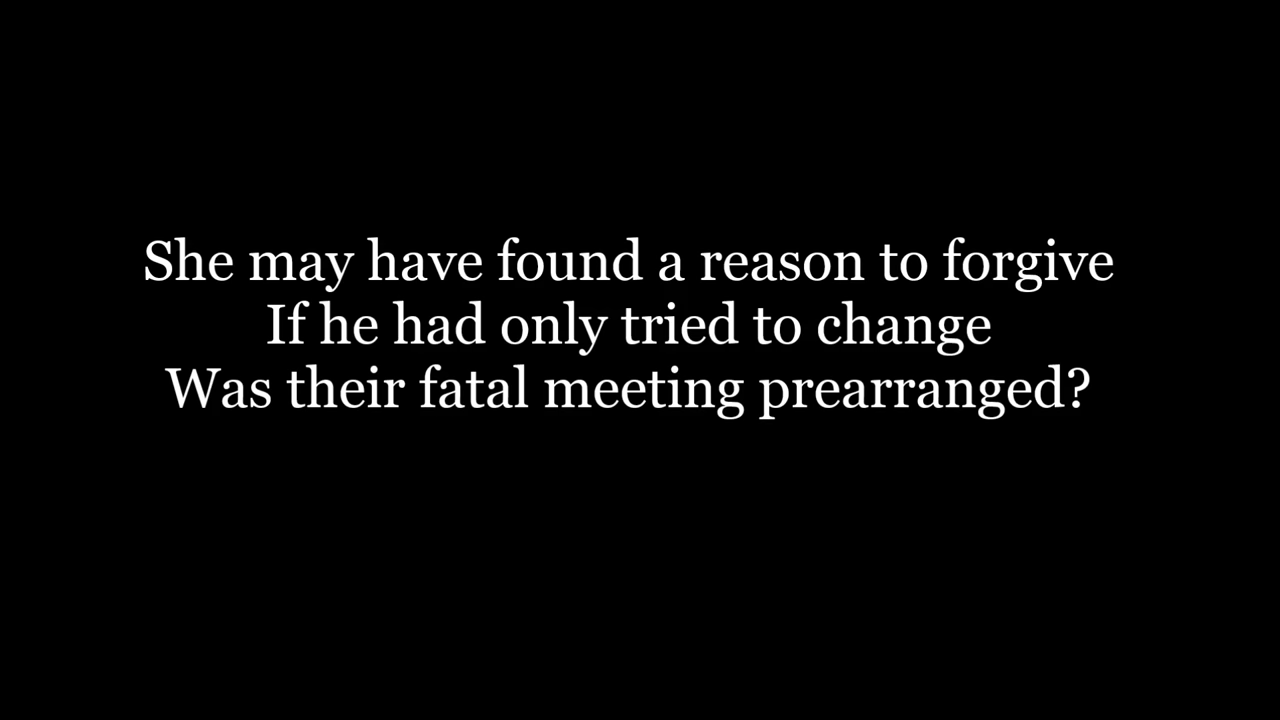 She may have found a reason to forgive
If he had only tried to change
Was their fatal meeting prearranged?